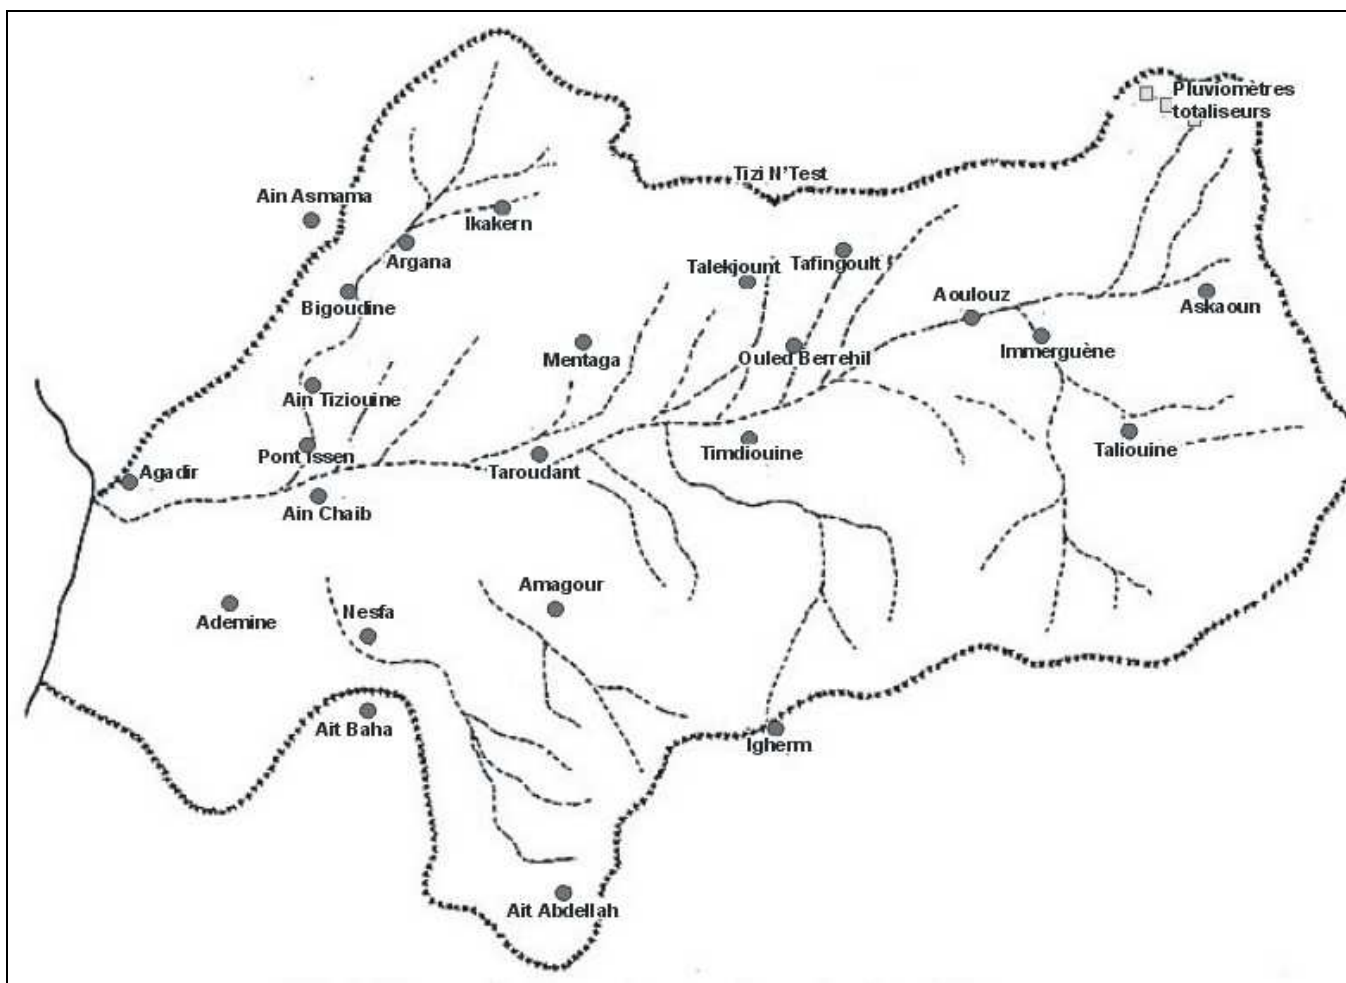 Pluviomètres
totaliseurs
Tizi N'Test
Ain Asmama
Ikakern
Argana
Talekjount
Tafingoult
Bigoudine
Aoulouz
Askaoun
Mentaga
Ouled Berrehil
Immerguène
Ain Tiziouine
Pont Issen
Taroudant
Timdiouine
Taliouine
Agadir
Ain Chaib
Amagour
Ademine
Nesfa
Ait Baha
Igherm
Ait Abdellah